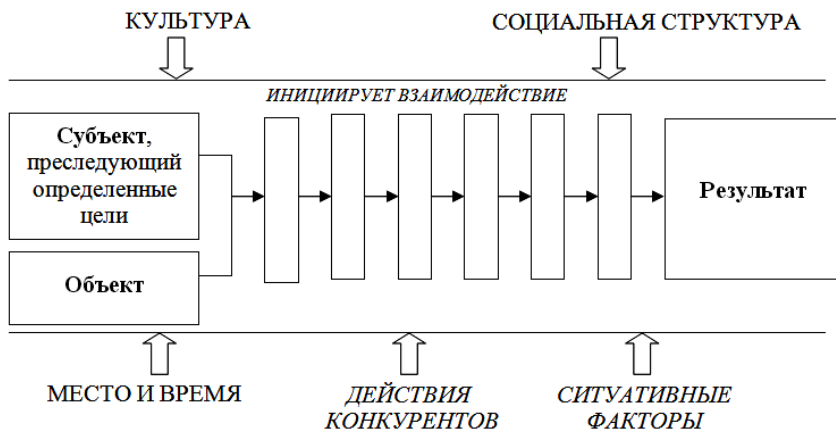 КУЛЬТУРА
СОЦИАЛЬНАЯ СТРУКТУРА
ИНИЦИИРУЕТ ВЗАИМОДЕЙСТВИЕ
Субъект,
преследующий
определенные
цели
Объект
Результат
МЕСТО И ВРЕМЯ
ДЕЙСТВИЯ
КОНКУРЕНТОВ
СИТУАТИВНЫЕ
ФАКТОРЫ